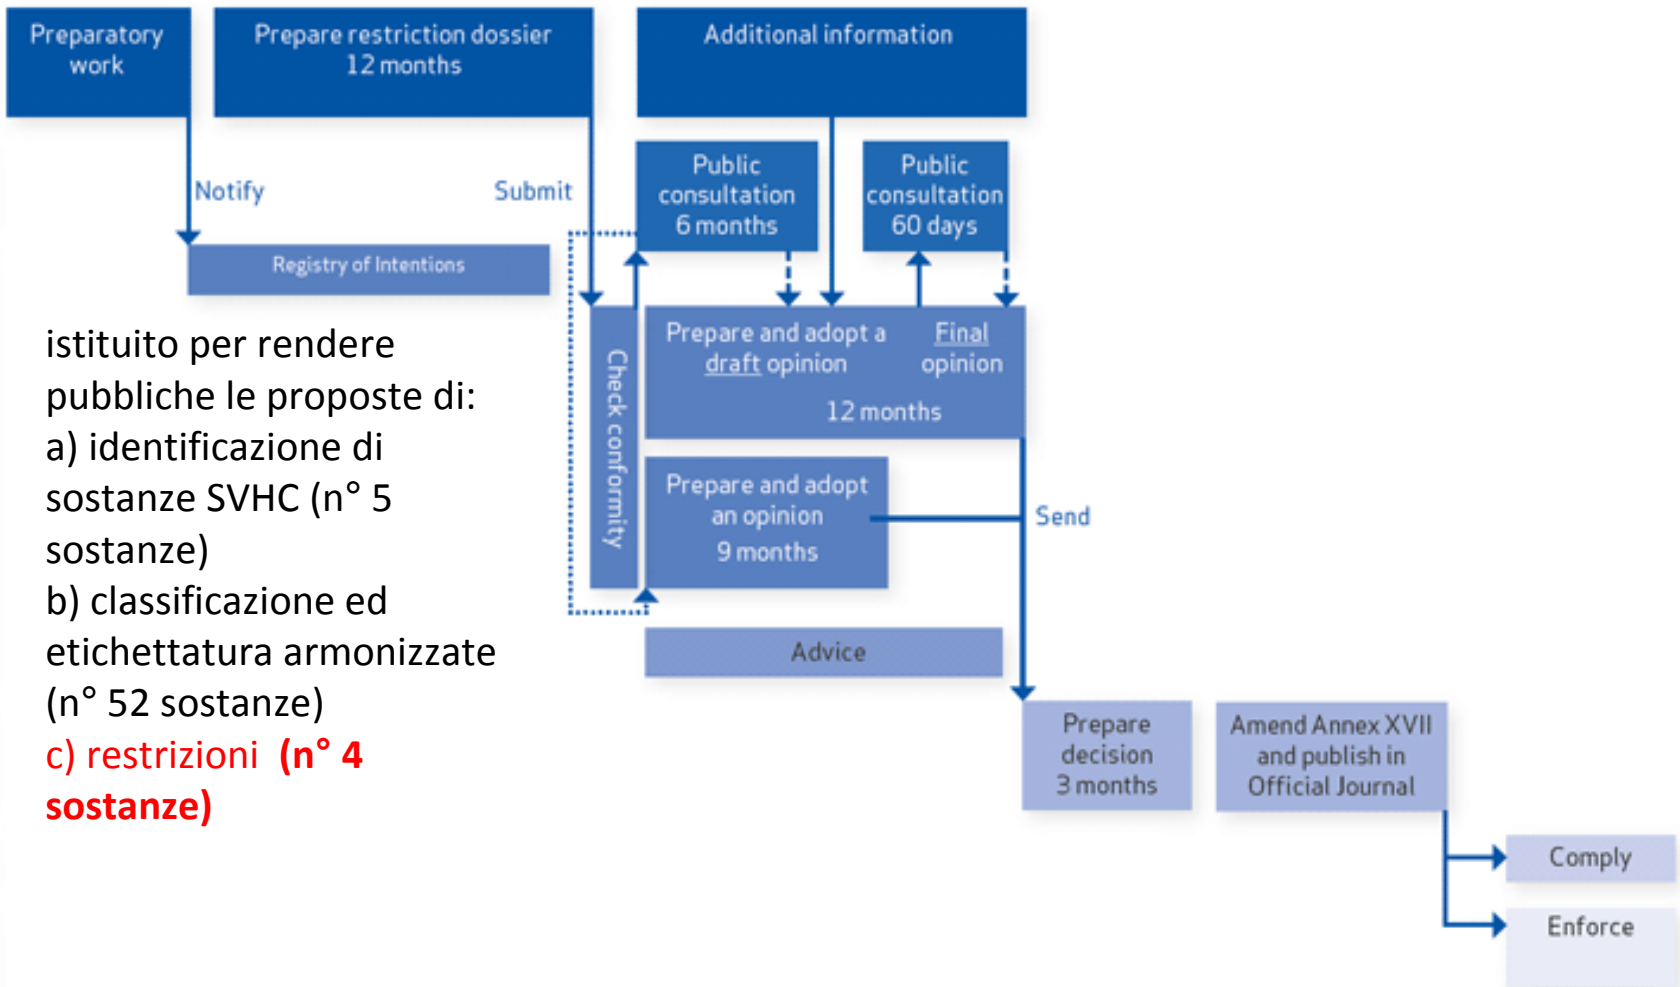 Preparatory
work
Prepare restriction dossier
12 months
Additional information
Notify
Submit
Public
consultation
6 months
Public
consultation
60 days
Registry of Intentions
istituito per rendere
pubbliche le proposte di:
a) identificazione di
sostanze SVHC (n° 5
sostanze)
b) classificazione ed
etichettatura armonizzate
(n° 52 sostanze)
c) restrizioni (n° 4
sostanze)
Check conformity
Prepare and adopt a
draft opinion
Final
opinion
12 months
Prepare and adopt
an opinion
9 months
Send
Advice
Prepare
decision
3 months
Amend Annex XVII
and publish in
Official Journal
Comply
Enforce